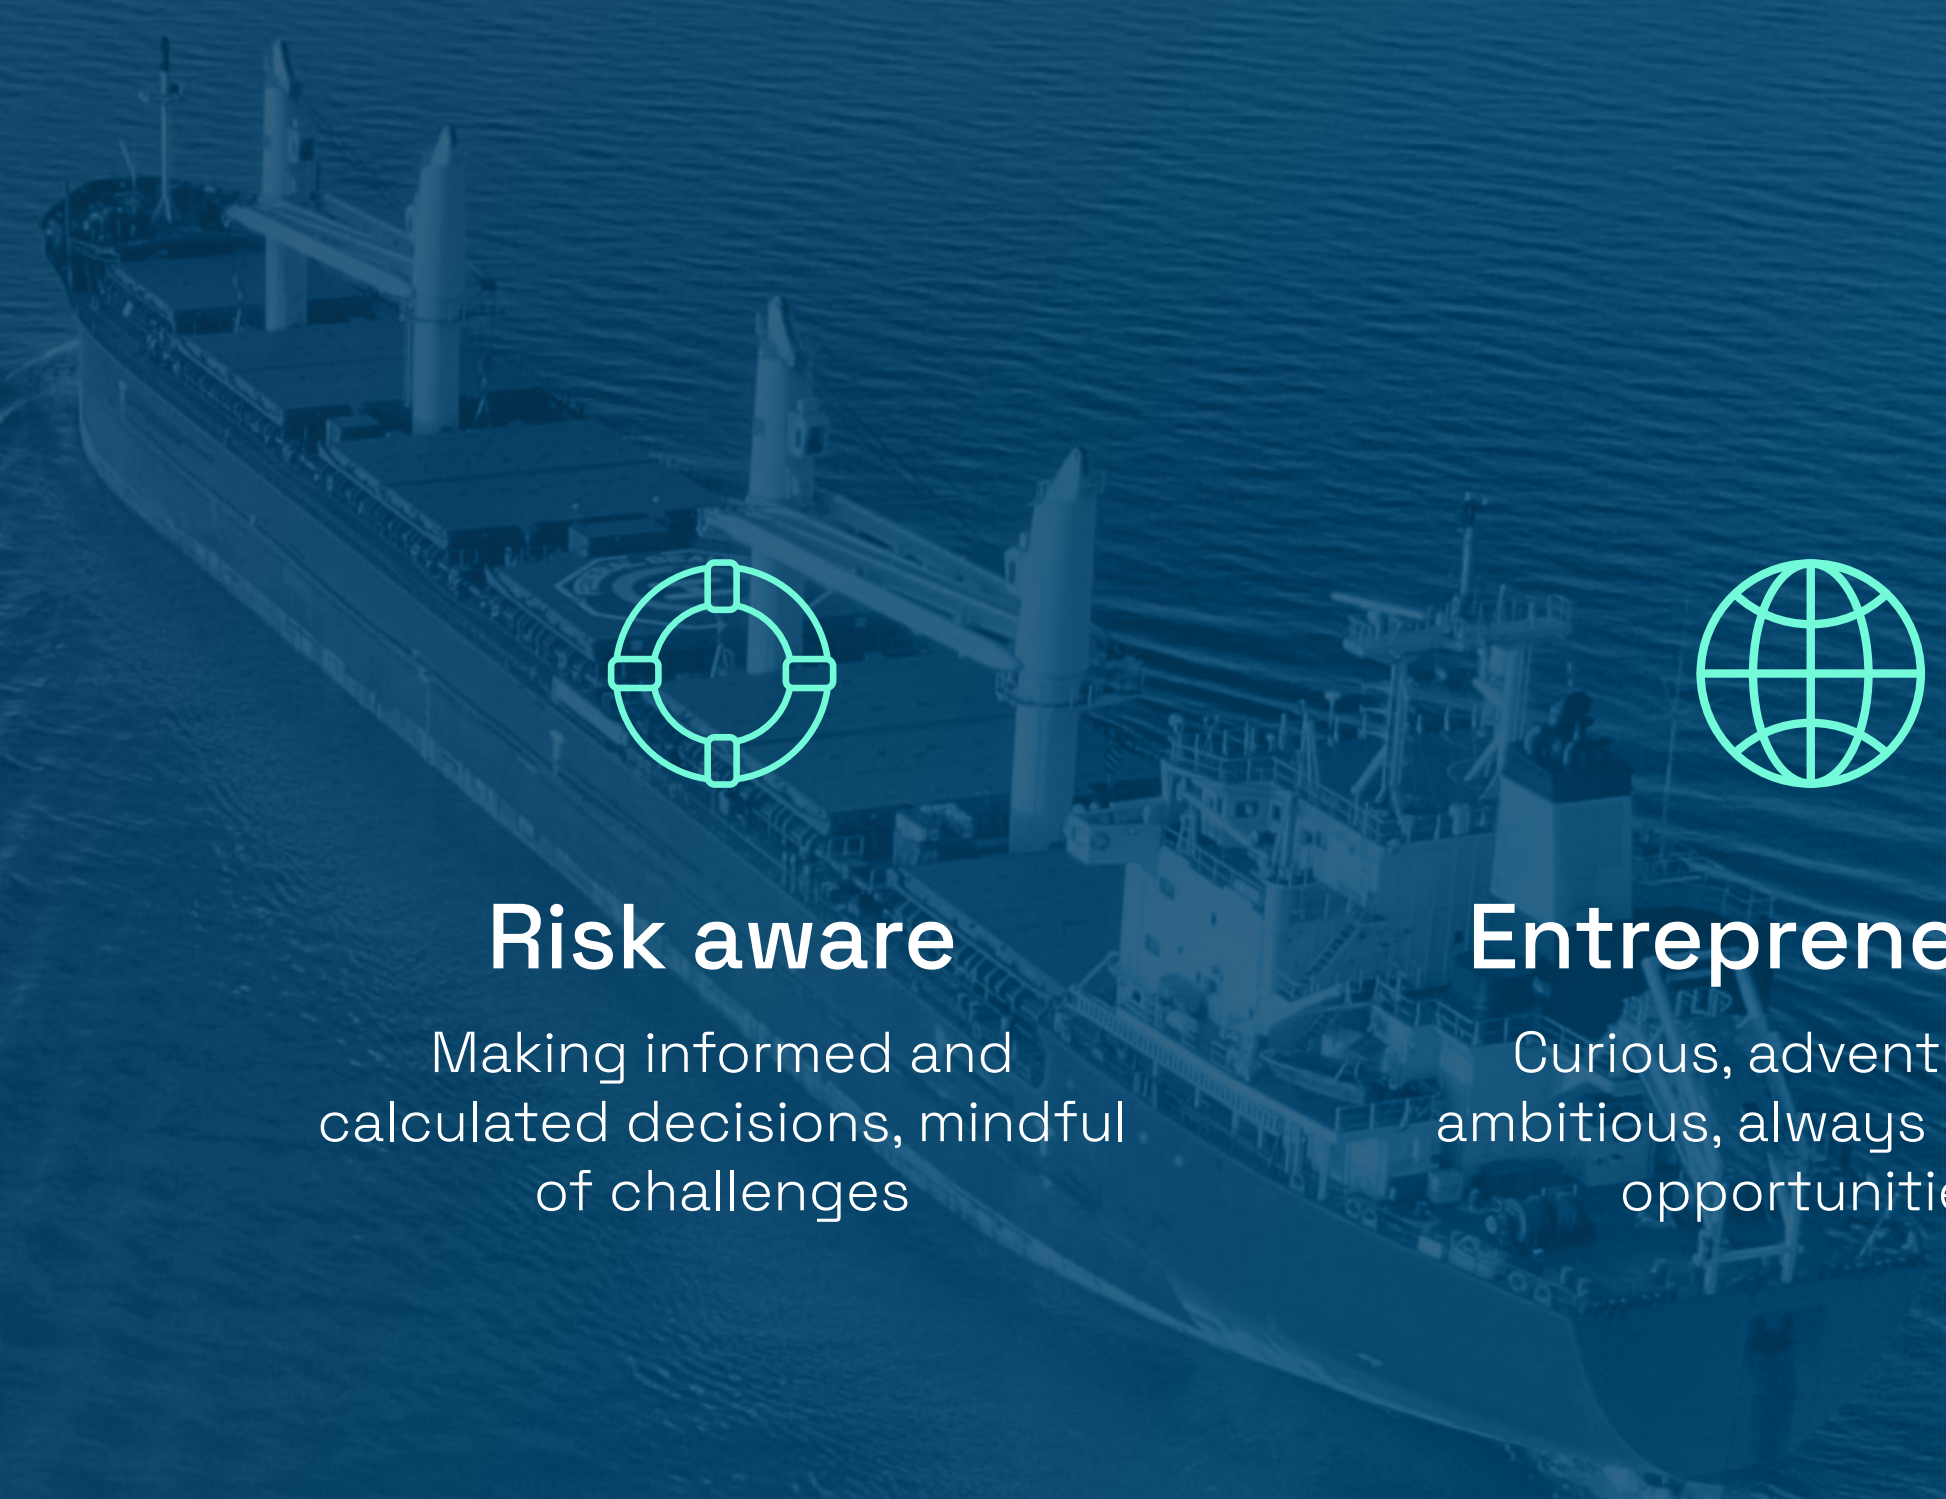 Risk aware
Making informed and
calculated decisions, mindful
of challenges
Entreprene
Curious, advent
ambitious, always
opportuniti